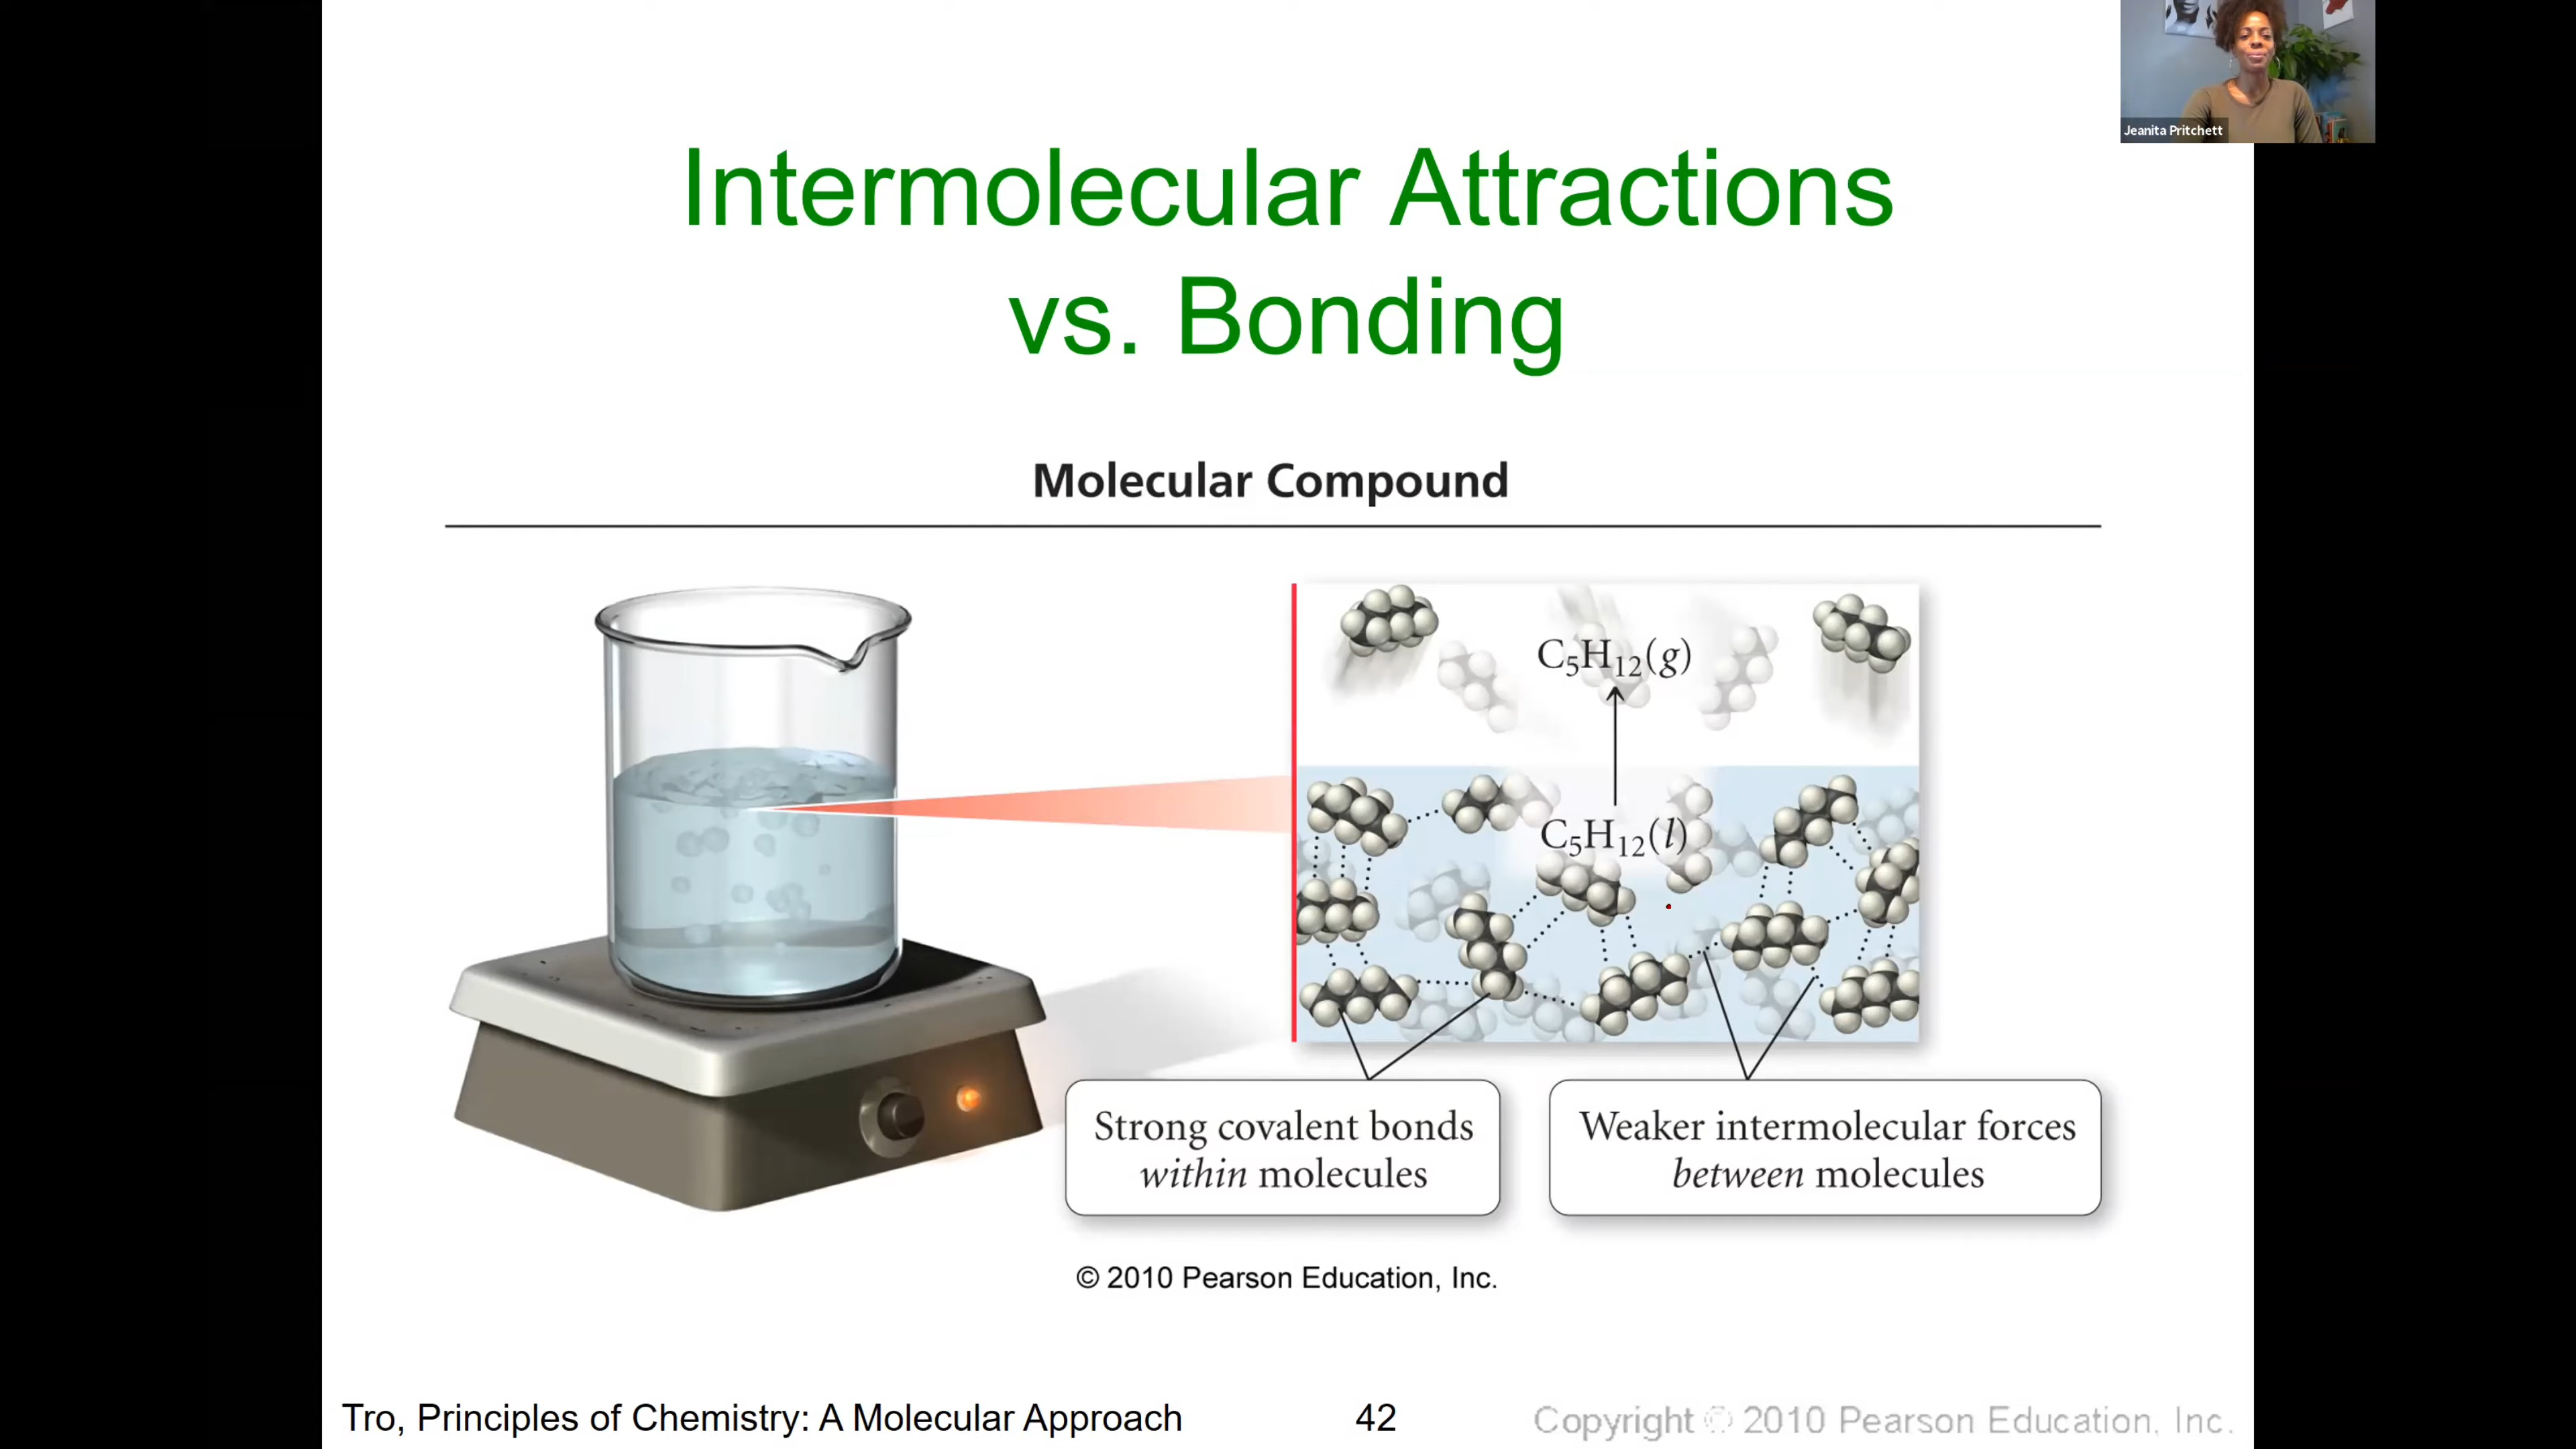 Jeanita Pritchett
Intermolecular Attractions
vs. Bonding
Molecular Compound
C₅H₁₂(g)
C₅H₁₂(l)
Strong covalent bonds
within molecules
Weaker intermolecular forces
between molecules
© 2010 Pearson Education, Inc.
Tro, Principles of Chemistry: A Molecular Approach
42
Copyright © 2010 Pearson Education, Inc.